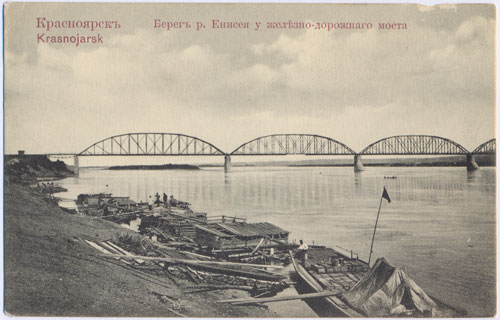 Красноярскъ
Krasnojarsk
Берегъ р. Енисея у желѣзно-дорожнаго моста